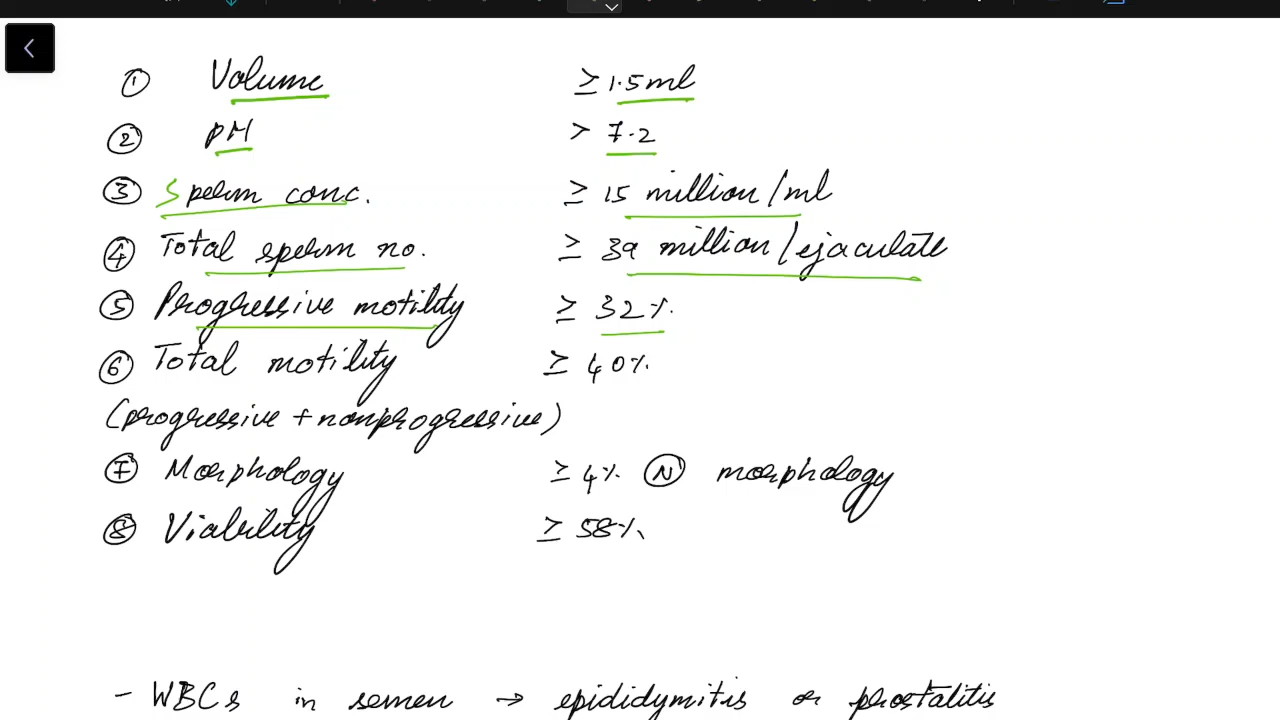 ① Volume ≥ 1.5ml
② pH > 7.2
③ Sperm conc. ≥ 15 million/ml
④ Total sperm no. ≥ 39 million/ejaculate
⑤ Progressive motility ≥ 32%
⑥ Total motility ≥ 40%
(progressive + nonprogressive)
⑦ Morphology ≥ 4% Ⓝ morphology
⑧ Viability ≥ 58%
- WBCs in semen → epididymitis or prostatitis